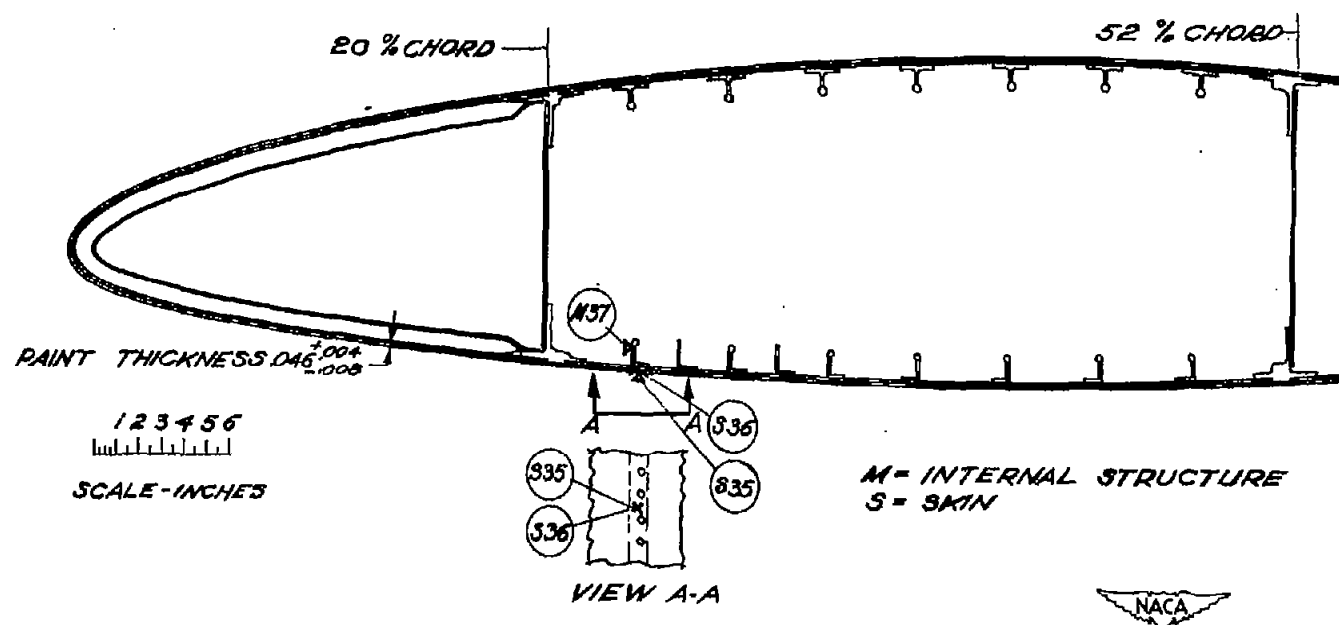 20 % CHORD
52 % CHORD
M37
PAINT THICKNESS .046 +.004
-.008
1 2 3 4 5 6
SCALE-INCHES
A A
S36
S35
S35
S36
M = INTERNAL STRUCTURE
S = SKIN
VIEW A-A
NACA